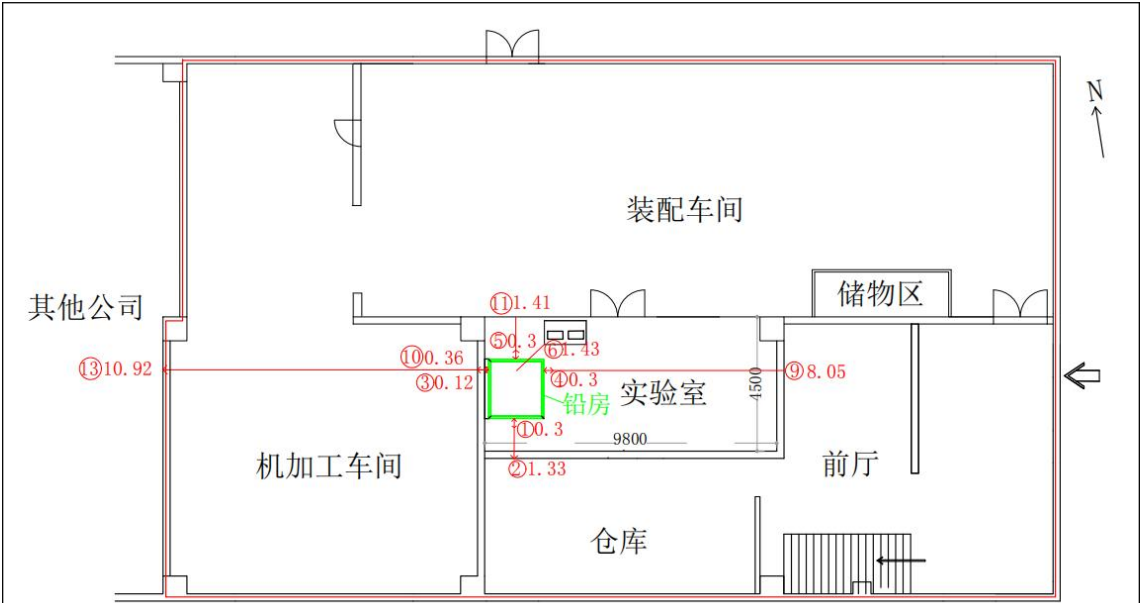 N
装配车间
储物区
其他公司
⑪1.41
⑤0.3
⑥1.43
⑩0.36
⑬10.92
③0.12
④0.3
⑨8.05
实验室
4500
铅房
①0.3
9800
②1.33
机加工车间
前厅
仓库